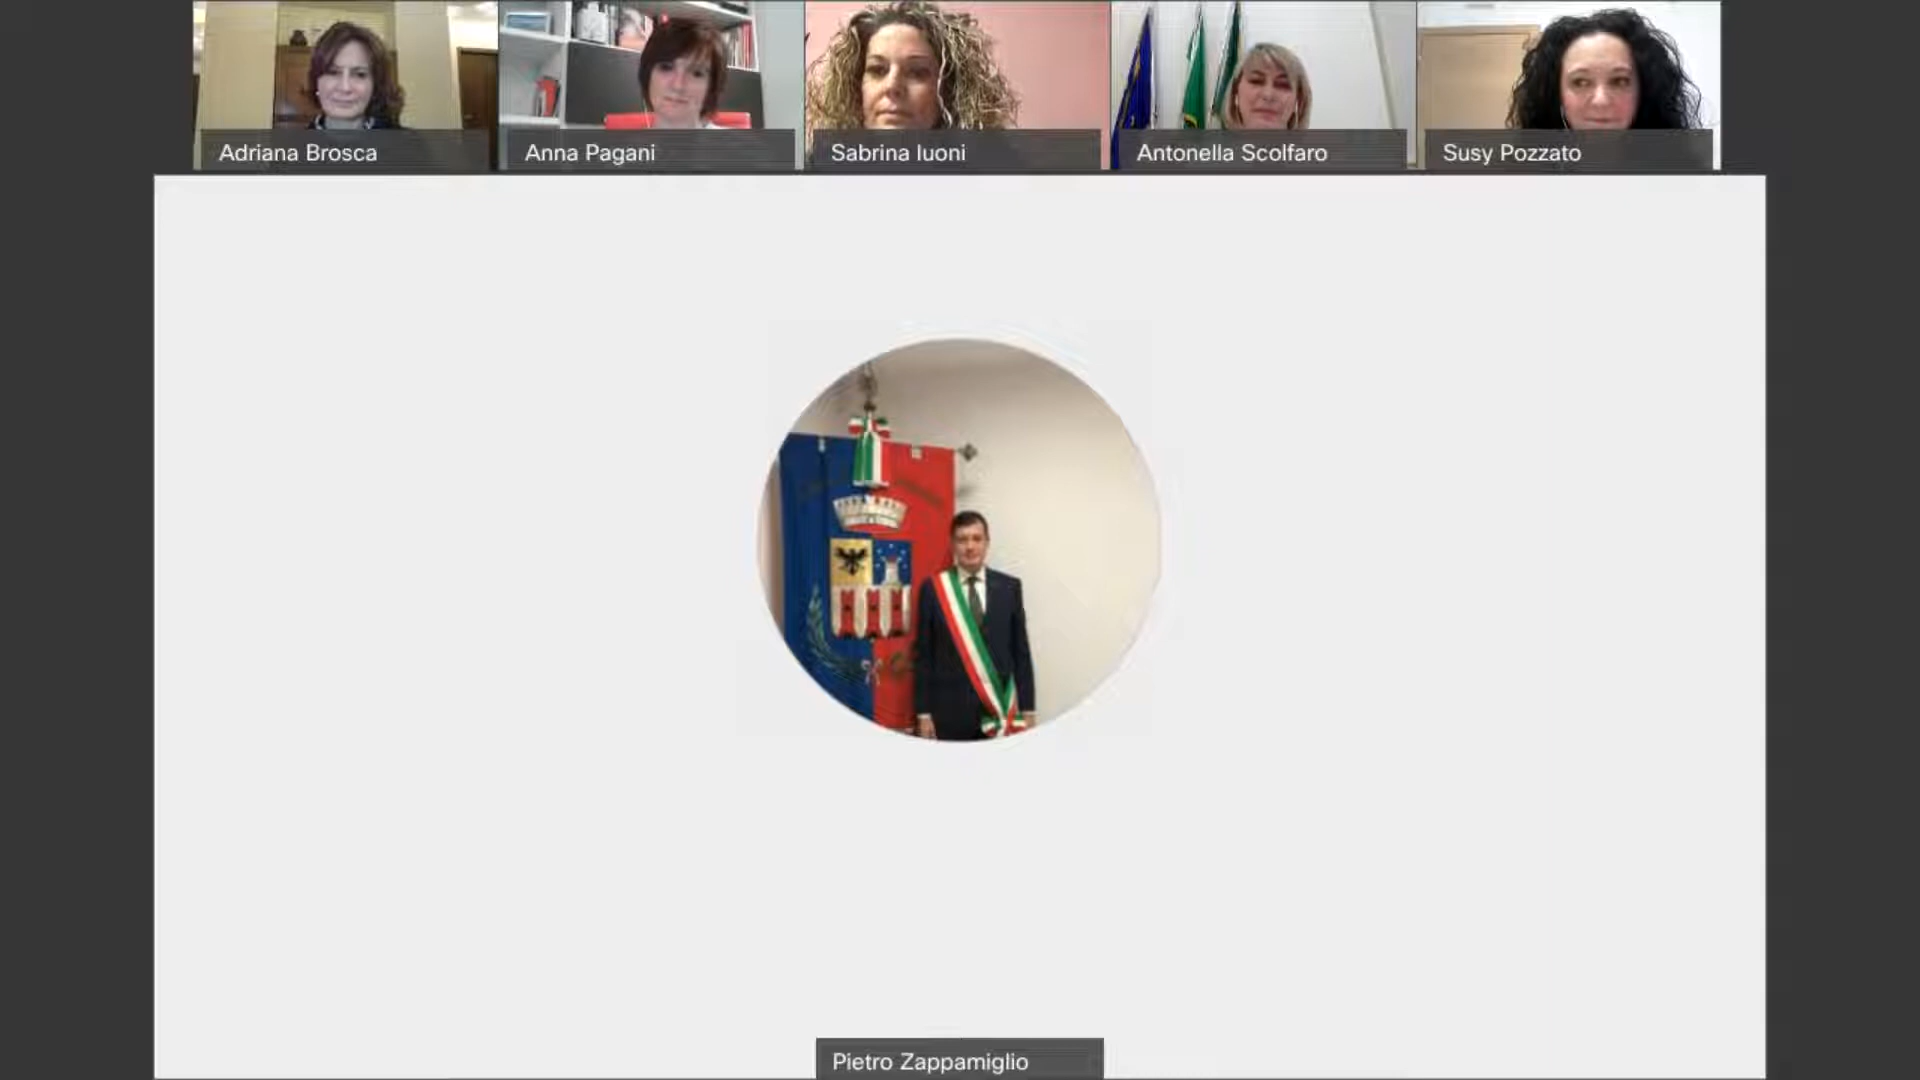 Adriana Brosca
Anna Pagani
Sabrina Iuoni
Antonella Scolfaro
Susy Pozzato
Pietro Zappamiglio